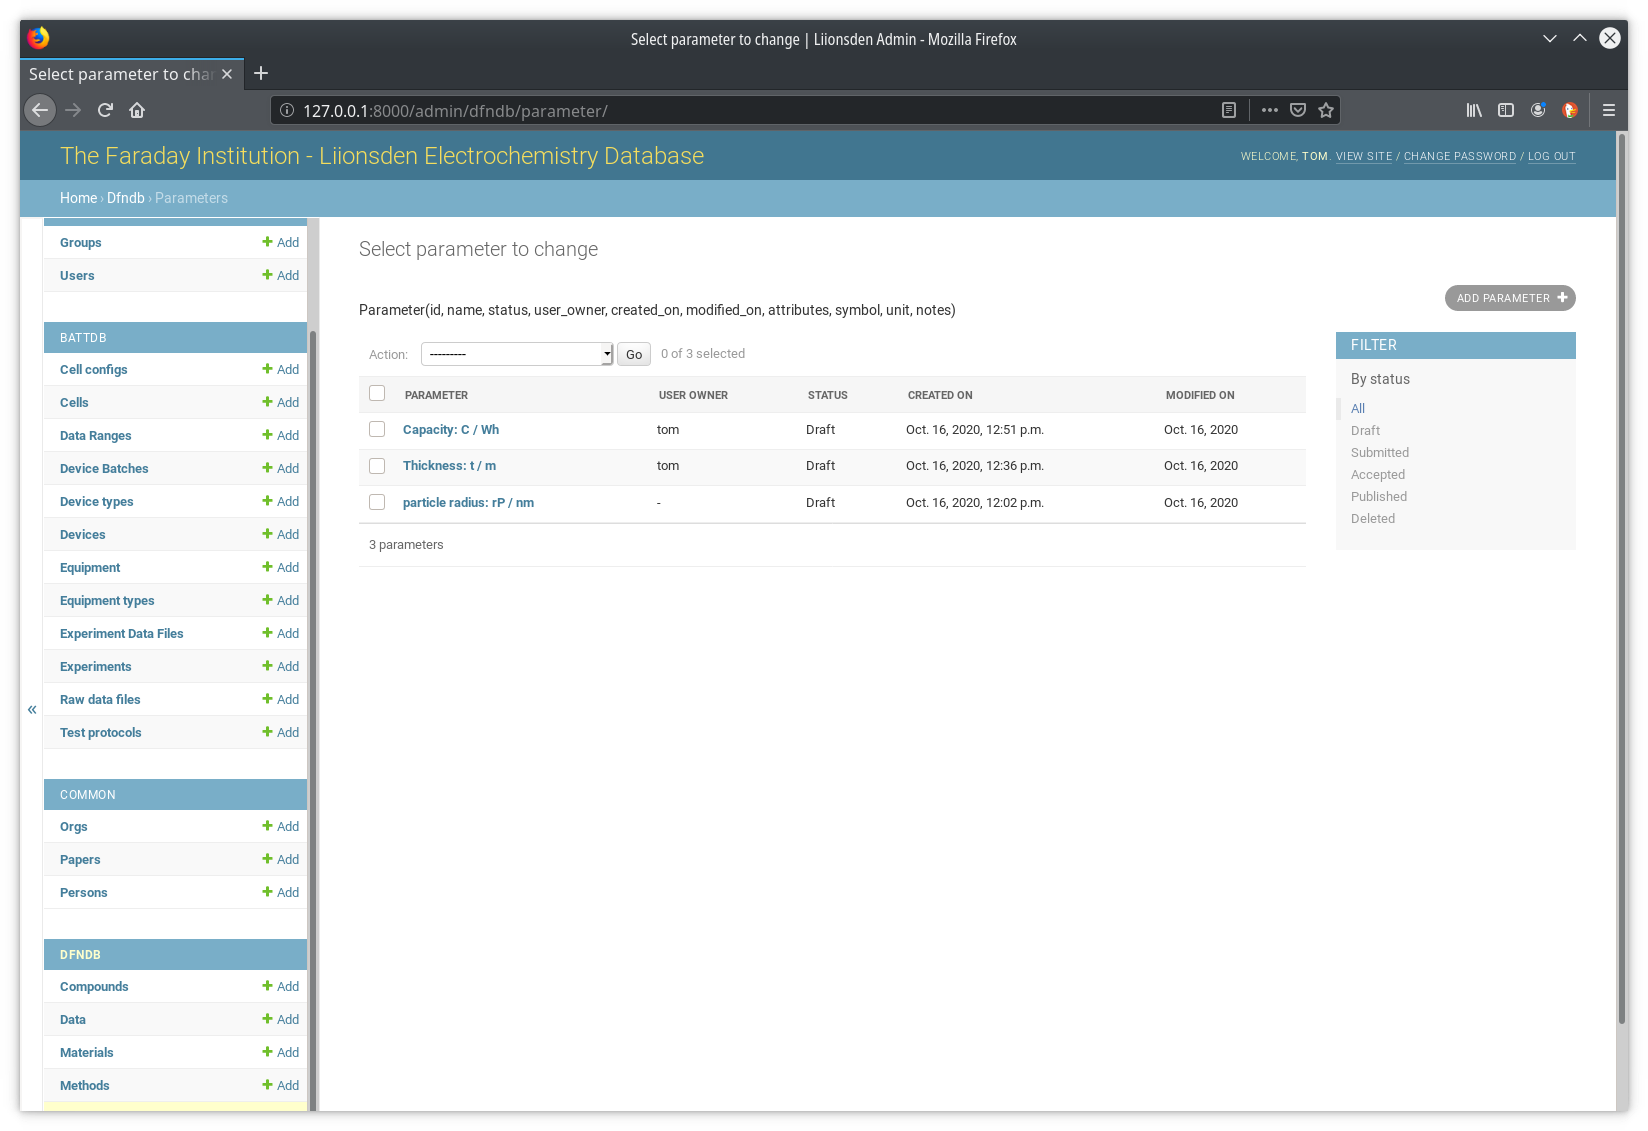 Select parameter to change | Liionsden Admin - Mozilla Firefox
Select parameter to char
127.0.0.1:8000/admin/dfndb/parameter/
The Faraday Institution - Liionsden Electrochemistry Database
WELCOME, TOM. VIEW SITE / CHANGE PASSWORD / LOG OUT
Home › Dfndb › Parameters
Groups + Add
Users + Add
BATTDB
Cell configs + Add
Cells + Add
Data Ranges + Add
Device Batches + Add
Device types + Add
Devices + Add
Equipment + Add
Equipment types + Add
Experiment Data Files + Add
Experiments + Add
Raw data files + Add
Test protocols + Add
COMMON
Orgs + Add
Papers + Add
Persons + Add
DFNDB
Compounds + Add
Data + Add
Materials + Add
Methods + Add
«
Select parameter to change
ADD PARAMETER +
Parameter(id, name, status, user_owner, created_on, modified_on, attributes, symbol, unit, notes)
Action: --------- Go 0 of 3 selected
PARAMETER USER OWNER STATUS CREATED ON MODIFIED ON
Capacity: C / Wh tom Draft Oct. 16, 2020, 12:51 p.m. Oct. 16, 2020
Thickness: t / m tom Draft Oct. 16, 2020, 12:36 p.m. Oct. 16, 2020
particle radius: rP / nm - Draft Oct. 16, 2020, 12:02 p.m. Oct. 16, 2020
3 parameters
FILTER
By status
All
Draft
Submitted
Accepted
Published
Deleted